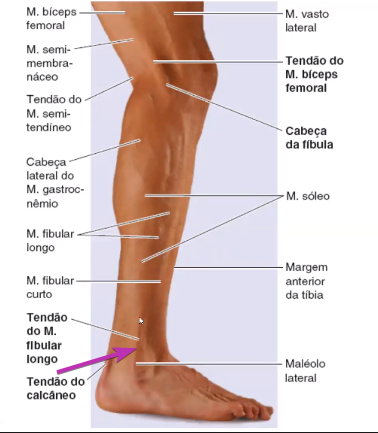 M. bíceps
femoral
M. semi-
membra-
náceo
Tendão do
M. semi-
tendíneo
Cabeça
lateral do
M. gastroc-
nêmio
M. fibular
longo
M. fibular
curto
Tendão
do M.
fibular
longo
Tendão do
calcâneo
M. vasto
lateral
Tendão do
M. bíceps
femoral
Cabeça
da fíbula
M. sóleo
Margem
anterior
da tíbia
Maléolo
lateral